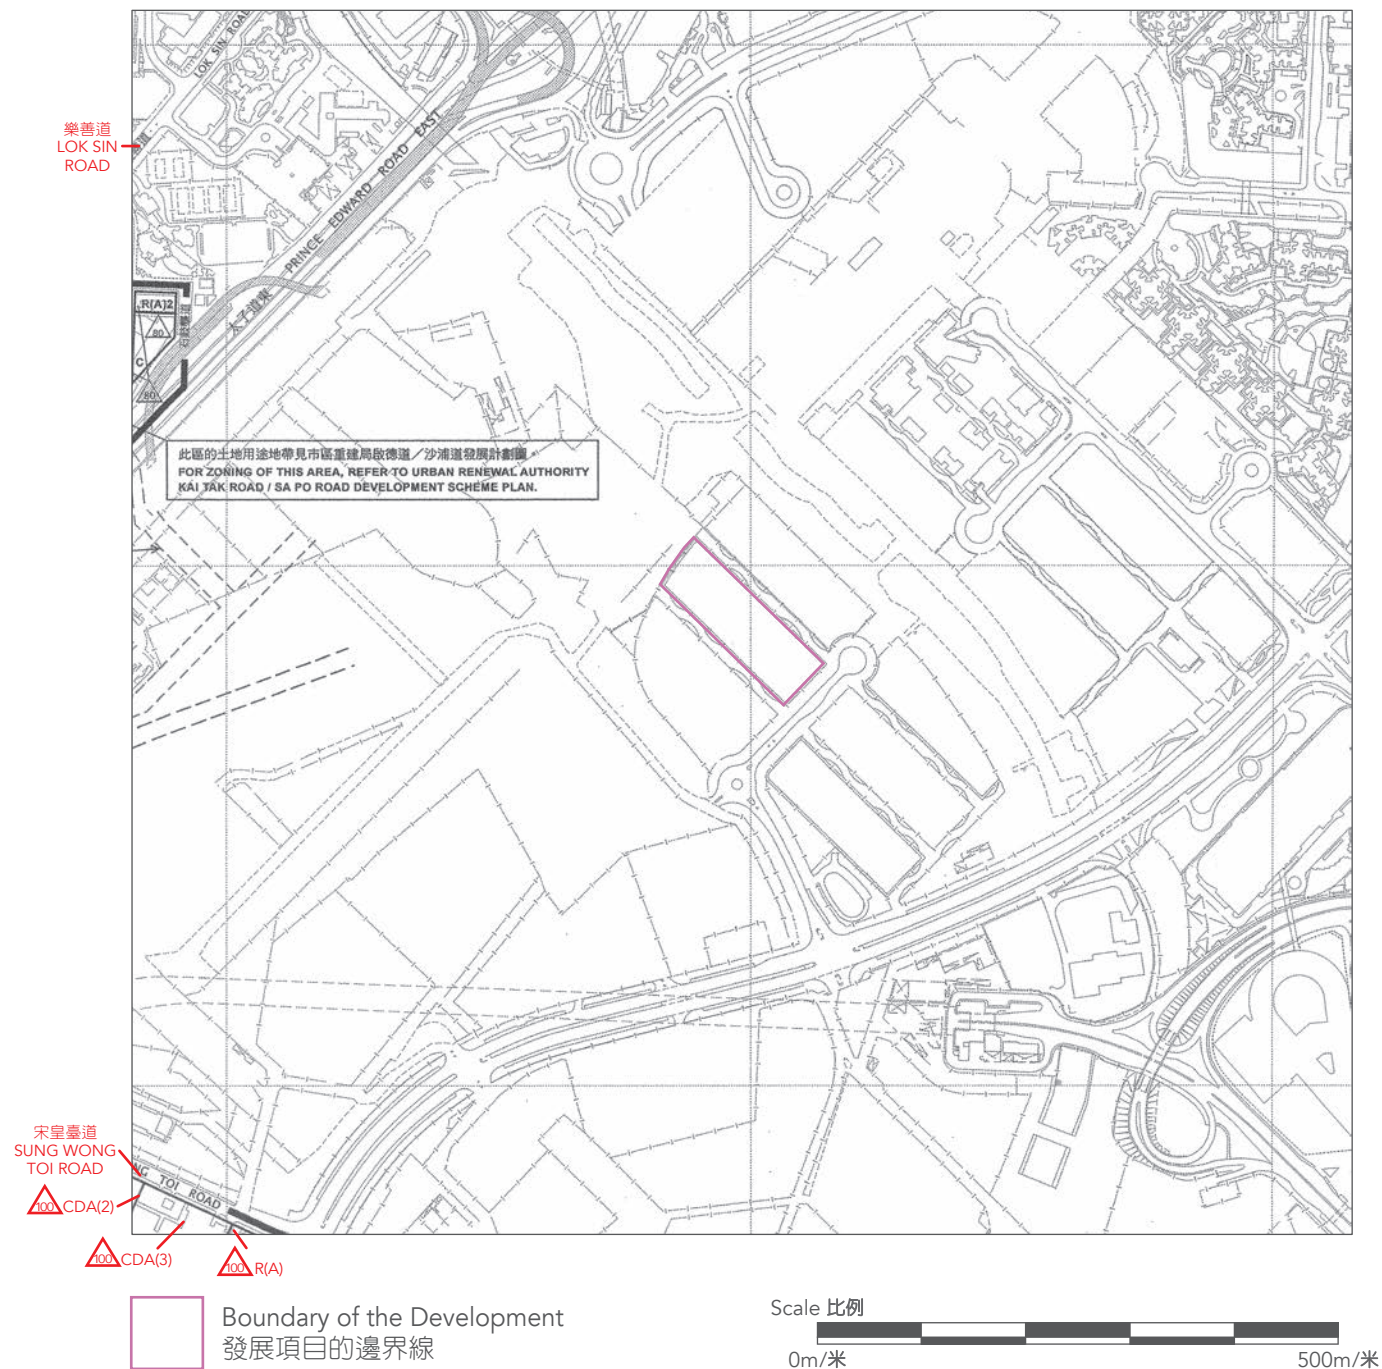 LOK SIN ROAD
樂善道
LOK SIN
ROAD
PRINCE EDWARD ROAD EAST
太子道東
R(A)2
80
C
80
此區的土地用途地帶見市區重建局啟德道／沙浦道發展計劃圖。
FOR ZONING OF THIS AREA, REFER TO URBAN RENEWAL AUTHORITY
KAI TAK ROAD / SA PO ROAD DEVELOPMENT SCHEME PLAN.
宋皇臺道
SUNG WONG
TOI ROAD
NG TOI ROAD
100 CDA(2)
100 CDA(3)
100 R(A)
Boundary of the Development
發展項目的邊界線
Scale 比例
0m/米
500m/米